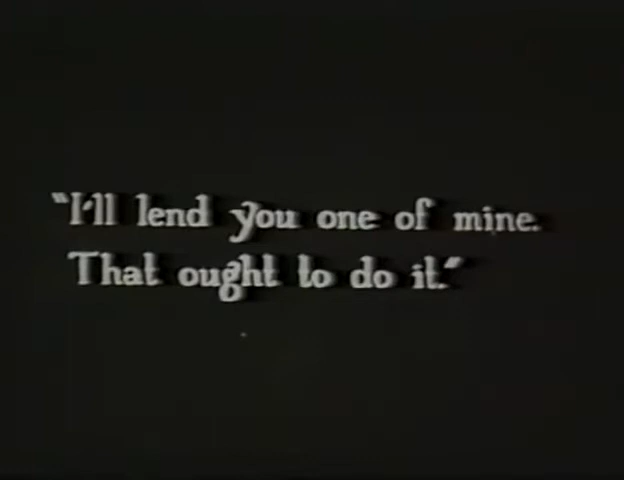 "I'll lend you one of mine.
That ought to do it."